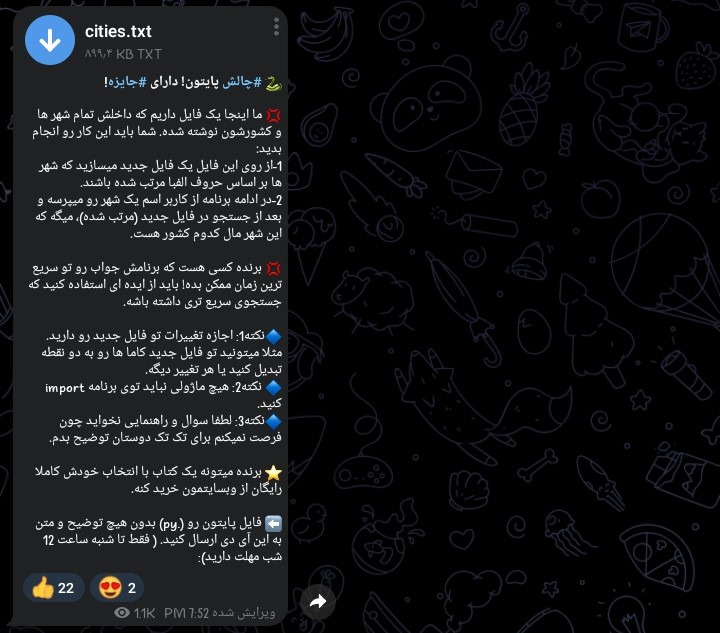 cities.txt
۸۹۹٫۴ KB TXT
🐍 #چالش پایتون! دارای #جایزه!
💢 ما اینجا یک فایل داریم که داخلش تمام شهر ها
و کشورشون نوشته شده. شما باید این کار رو انجام
بدید:
1-از روی این فایل یک فایل جدید میسازید که شهر
ها بر اساس حروف الفبا مرتب شده باشند.
2-در ادامه برنامه از کاربر اسم یک شهر رو میپرسه و
بعد از جستجو در فایل جدید (مرتب شده)، میگه که
این شهر مال کدوم کشور هست.
💢 برنده کسی هست که برنامش جواب رو تو سریع
ترین زمان ممکن بده! باید از ایده ای استفاده کنید که
جستجوی سریع تری داشته باشه.
🔷نکته1: اجازه تغییرات تو فایل جدید رو دارید.
مثلا میتونید تو فایل جدید کاما ها رو به دو نقطه
تبدیل کنید یا هر تغییر دیگه.
🔷نکته2: هیچ ماژولی نباید توی برنامه import
کنید.
🔷نکته3: لطفا سوال و راهنمایی نخواید چون
فرصت نمیکنم برای تک تک دوستان توضیح بدم.
⭐برنده میتونه یک کتاب با انتخاب خودش کاملا
رایگان از وبسایتمون خرید کنه.
⬅️ فایل پایتون رو (.py) بدون هیچ توضیح و متن
به این آی دی ارسال کنید. ( فقط تا شنبه ساعت 12
شب مهلت دارید):
👍 22 😍 2
1.1K ویرایش شده 7:52 PM